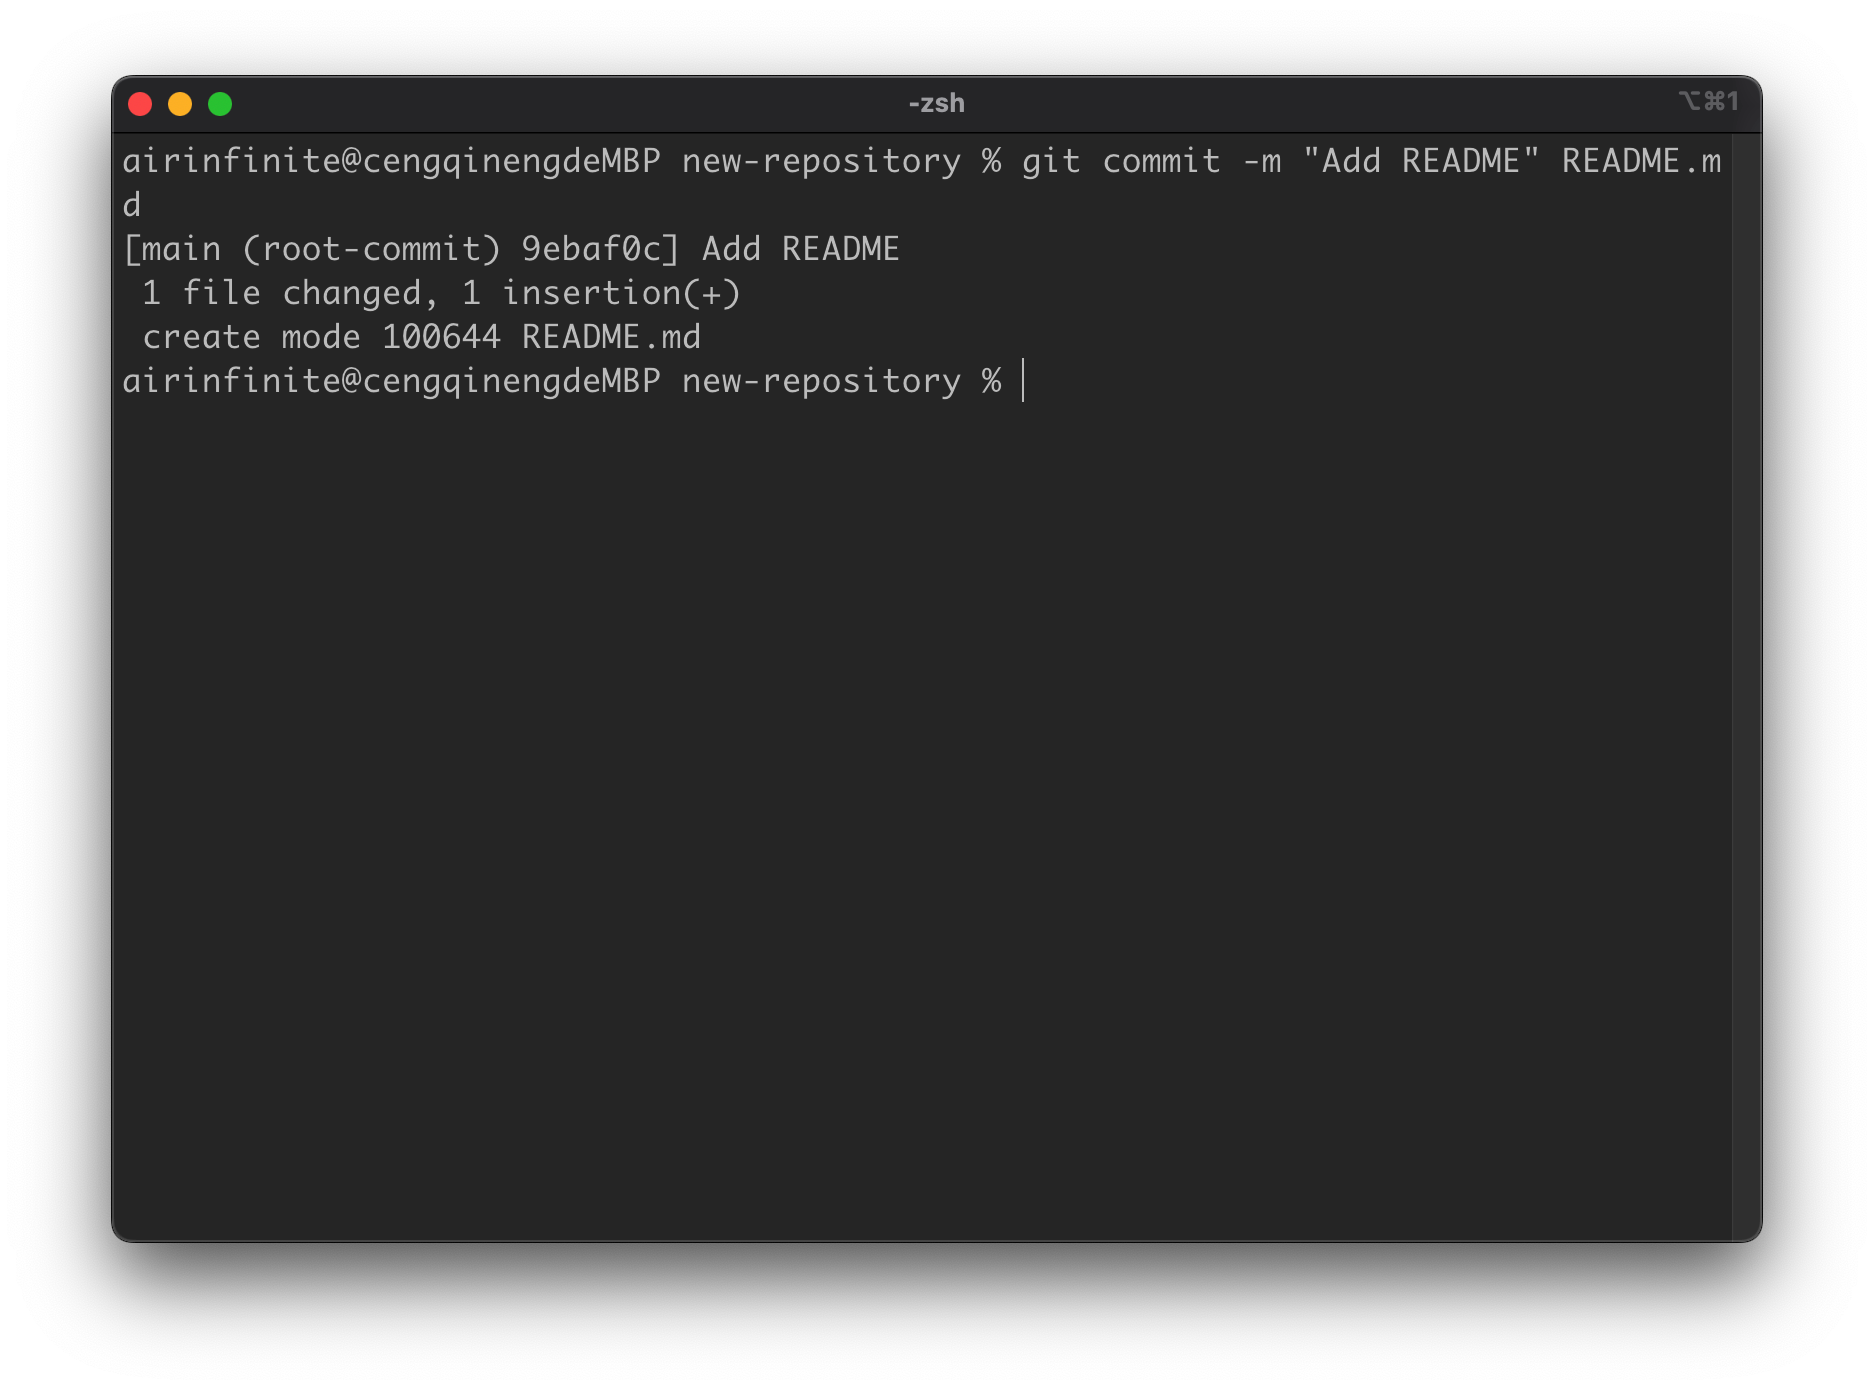 -zsh
⌥⌘1
airinfinite@cengqinengdeMBP new-repository % git commit -m "Add README" README.m
d
[main (root-commit) 9ebaf0c] Add README
 1 file changed, 1 insertion(+)
 create mode 100644 README.md
airinfinite@cengqinengdeMBP new-repository %